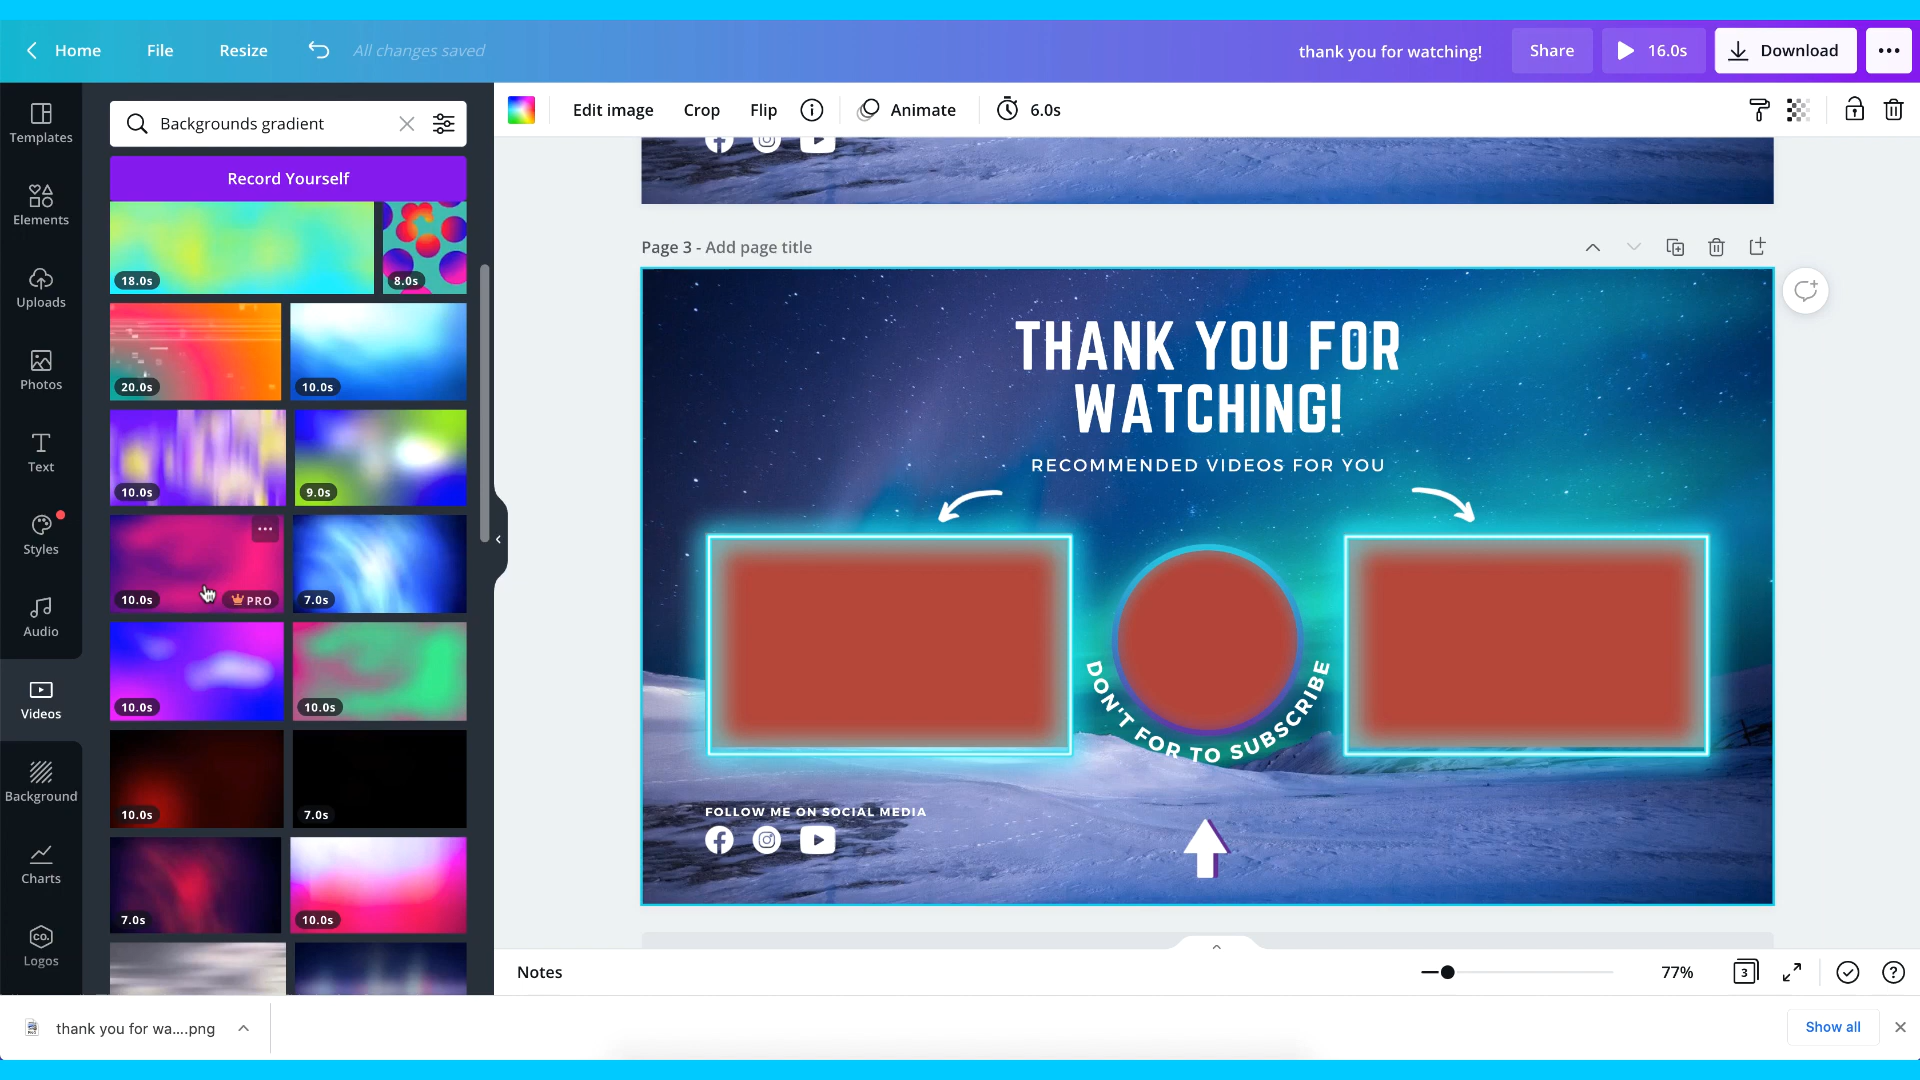 Home
File
Resize
All changes saved
thank you for watching!
Share
16.0s
Download
Templates
Elements
Uploads
Photos
Text
Styles
Audio
Videos
Background
Charts
CO.
Logos
Backgrounds gradient
Record Yourself
18.0s
8.0s
20.0s
10.0s
10.0s
9.0s
10.0s
PRO
7.0s
10.0s
10.0s
10.0s
7.0s
7.0s
10.0s
Edit image
Crop
Flip
Animate
6.0s
Page 3 - Add page title
THANK YOU FOR
WATCHING!
RECOMMENDED VIDEOS FOR YOU
DON'T FOR TO SUBSCRIBE
FOLLOW ME ON SOCIAL MEDIA
Notes
77%
3
thank you for wa....png
Show all